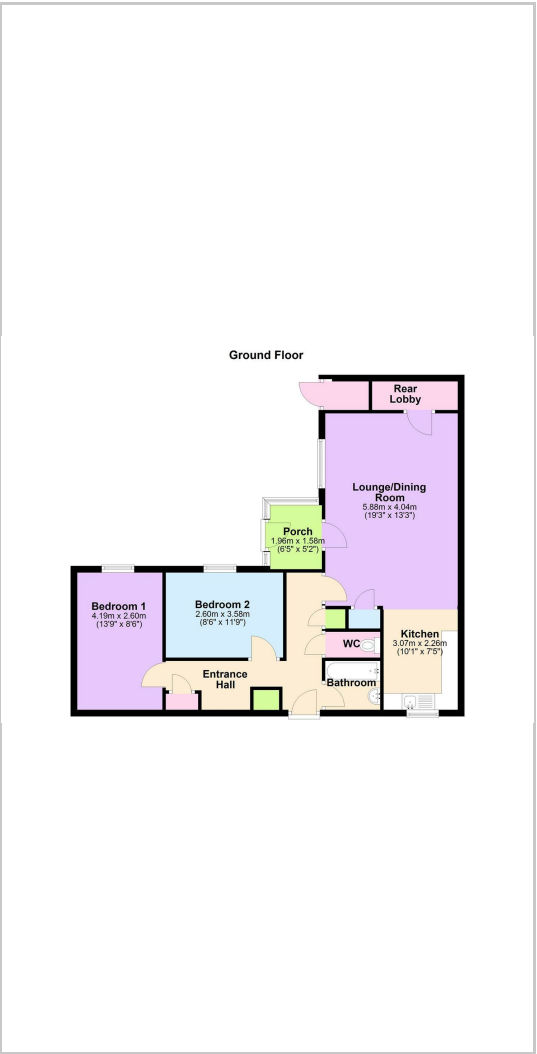 Ground Floor
Rear
Lobby
Lounge/Dining
Room
5.88m x 4.04m
(19'3" x 13'3")
Porch
1.96m x 1.58m
(6'5" x 5'2")
Bedroom 1
4.19m x 2.60m
(13'9" x 8'6")
Bedroom 2
2.60m x 3.58m
(8'6" x 11'9")
Kitchen
3.07m x 2.26m
(10'1" x 7'5")
WC
Entrance
Hall
Bathroom